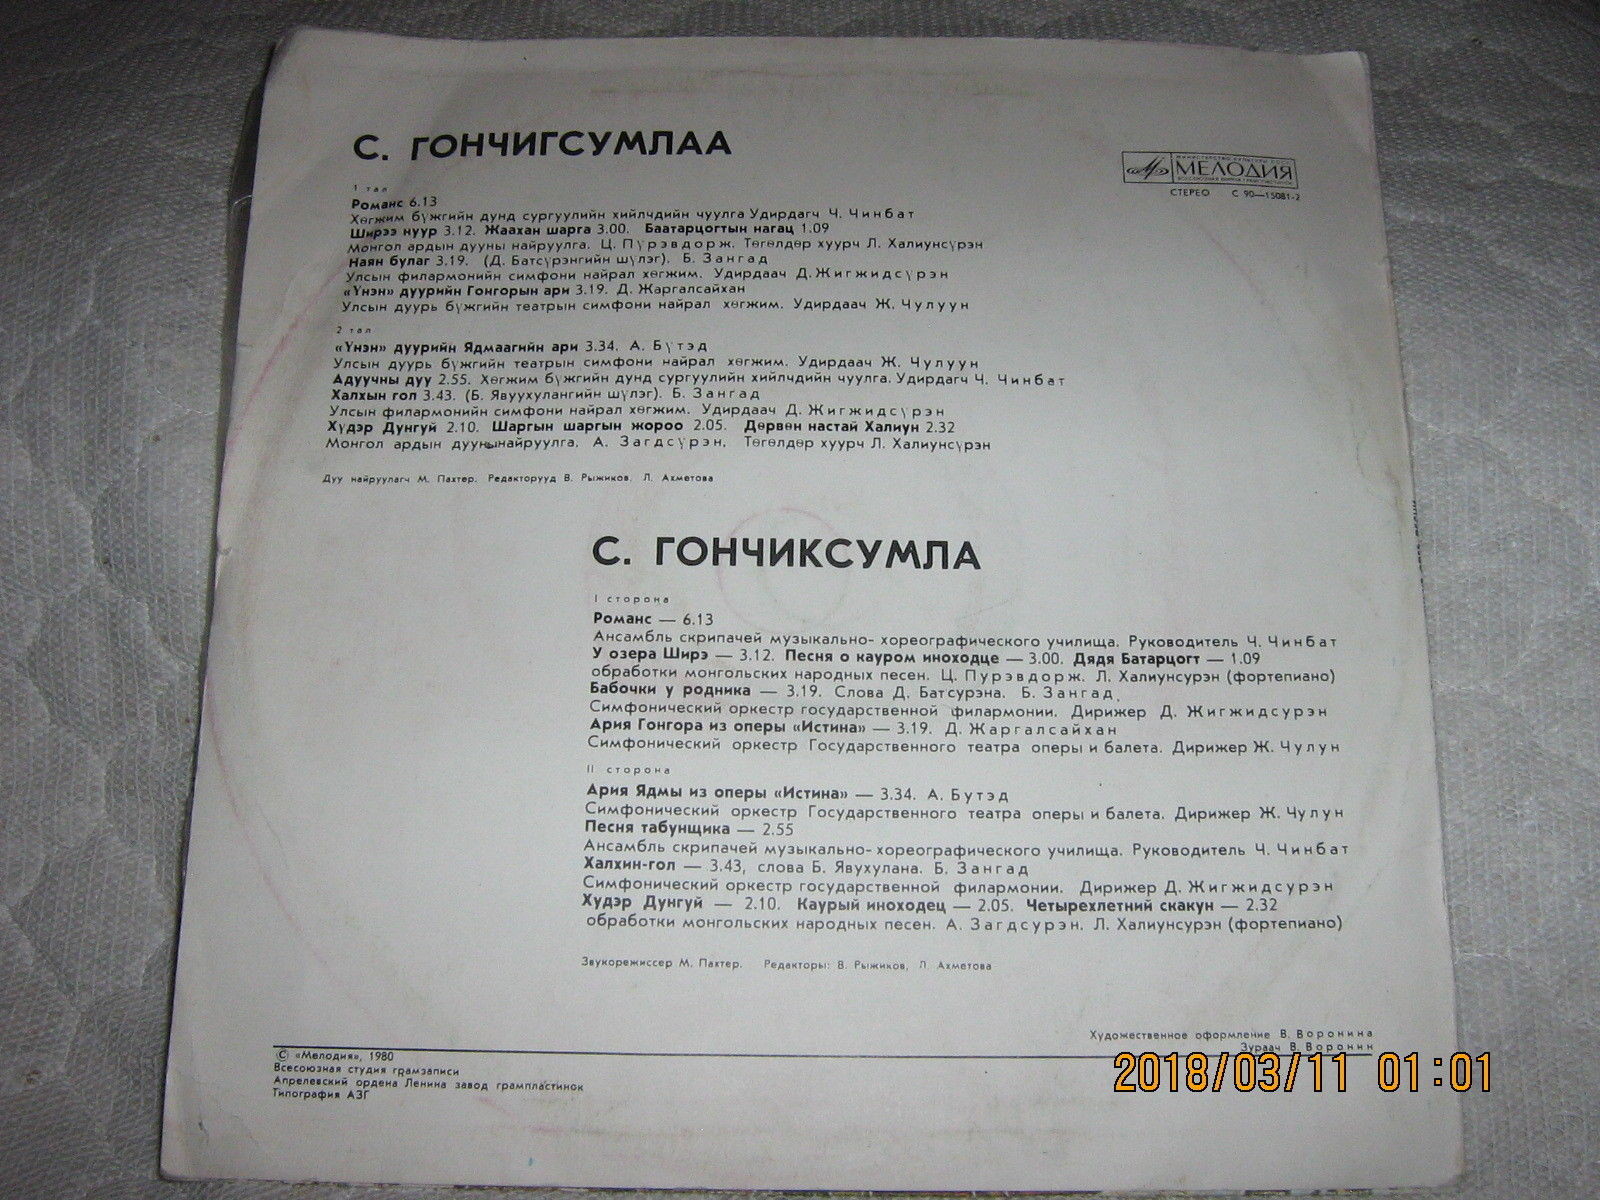 С. ГОНЧИГСУМЛАА
МИНИСТЕРСТВО КУЛЬТУРЫ СССР
МЕЛОДИЯ
СТЕРЕО С 90—15081-2
1 тал
Романс 6.13
Хөгжим бүжгийн дунд сургуулийн хийлчдийн чуулга Удирдагч Ч. Чинбат
Ширээ нуур 3.12. Жаахан шарга 3.00. Баатарцогтын нагац 1.09
Монгол ардын дууны найруулга. Ц. Пүрэвдорж. Төгөлдөр хуурч Л. Халиунсүрэн
Наян булаг 3.19. (Д. Батсүрэнгийн шүлэг). Б. Зангад
Улсын филармонийн симфони найрал хөгжим. Удирдаач Д. Жигжидсүрэн
«Үнэн» дуурийн Гонгорын ари 3.19. Д. Жаргалсайхан
Улсын дуурь бүжгийн театрын симфони найрал хөгжим. Удирдаач Ж. Чулуун
2 тал
«Үнэн» дуурийн Ядмаагийн ари 3.34. А. Бүтэд
Улсын дуурь бүжгийн театрын симфони найрал хөгжим. Удирдаач Ж. Чулуун
Адуучны дуу 2.55. Хөгжим бүжгийн дунд сургуулийн хийлчдийн чуулга. Удирдагч Ч. Чинбат
Халхын гол 3.43. (Б. Явуухулангийн шүлэг). Б. Зангад
Улсын филармонийн симфони найрал хөгжим. Удирдаач Д. Жигжидсүрэн
Хүдэр Дунгуй 2.10. Шаргын шаргын жороо 2.05. Дөрвөн настай Халиун 2.32
Монгол ардын дууны найруулга. А. Загдсүрэн. Төгөлдөр хуурч Л. Халиунсүрэн
Дуу найруулагч М. Пахтер. Редакторууд В. Рыжиков, Л. Ахметова
С. ГОНЧИКСУМЛА
I сторона
Романс — 6.13
Ансамбль скрипачей музыкально-хореографического училища. Руководитель Ч. Чинбат
У озера Ширэ — 3.12. Песня о кауром иноходце — 3.00. Дядя Батарцогт — 1.09
обработки монгольских народных песен. Ц. Пурэвдорж. Л. Халиунсурэн (фортепиано)
Бабочки у родника — 3.19. Слова Д. Батсурэна. Б. Зангад
Симфонический оркестр государственной филармонии. Дирижер Д. Жигжидсурэн
Ария Гонгора из оперы «Истина» — 3.19. Д. Жаргалсайхан
Симфонический оркестр Государственного театра оперы и балета. Дирижер Ж. Чулун
II сторона
Ария Ядмы из оперы «Истина» — 3.34. А. Бутэд
Симфонический оркестр Государственного театра оперы и балета. Дирижер Ж. Чулун
Песня табунщика — 2.55
Ансамбль скрипачей музыкально-хореографического училища. Руководитель Ч. Чинбат
Халхин-гол — 3.43, слова Б. Явухулана. Б. Зангад
Симфонический оркестр государственной филармонии. Дирижер Д. Жигжидсурэн
Худэр Дунгуй — 2.10. Каурый иноходец — 2.05. Четырехлетний скакун — 2.32
обработки монгольских народных песен. А. Загдсурэн. Л. Халиунсурэн (фортепиано)
Звукорежиссер М. Пахтер. Редакторы: В. Рыжиков, Л. Ахметова
Художественное оформление В. Воронина
Зураач В. Воронин
© «Мелодия», 1980
Всесоюзная студия грамзаписи
Апрелевский ордена Ленина завод грампластинок
Типография АЗГ
2018/03/11 01:01